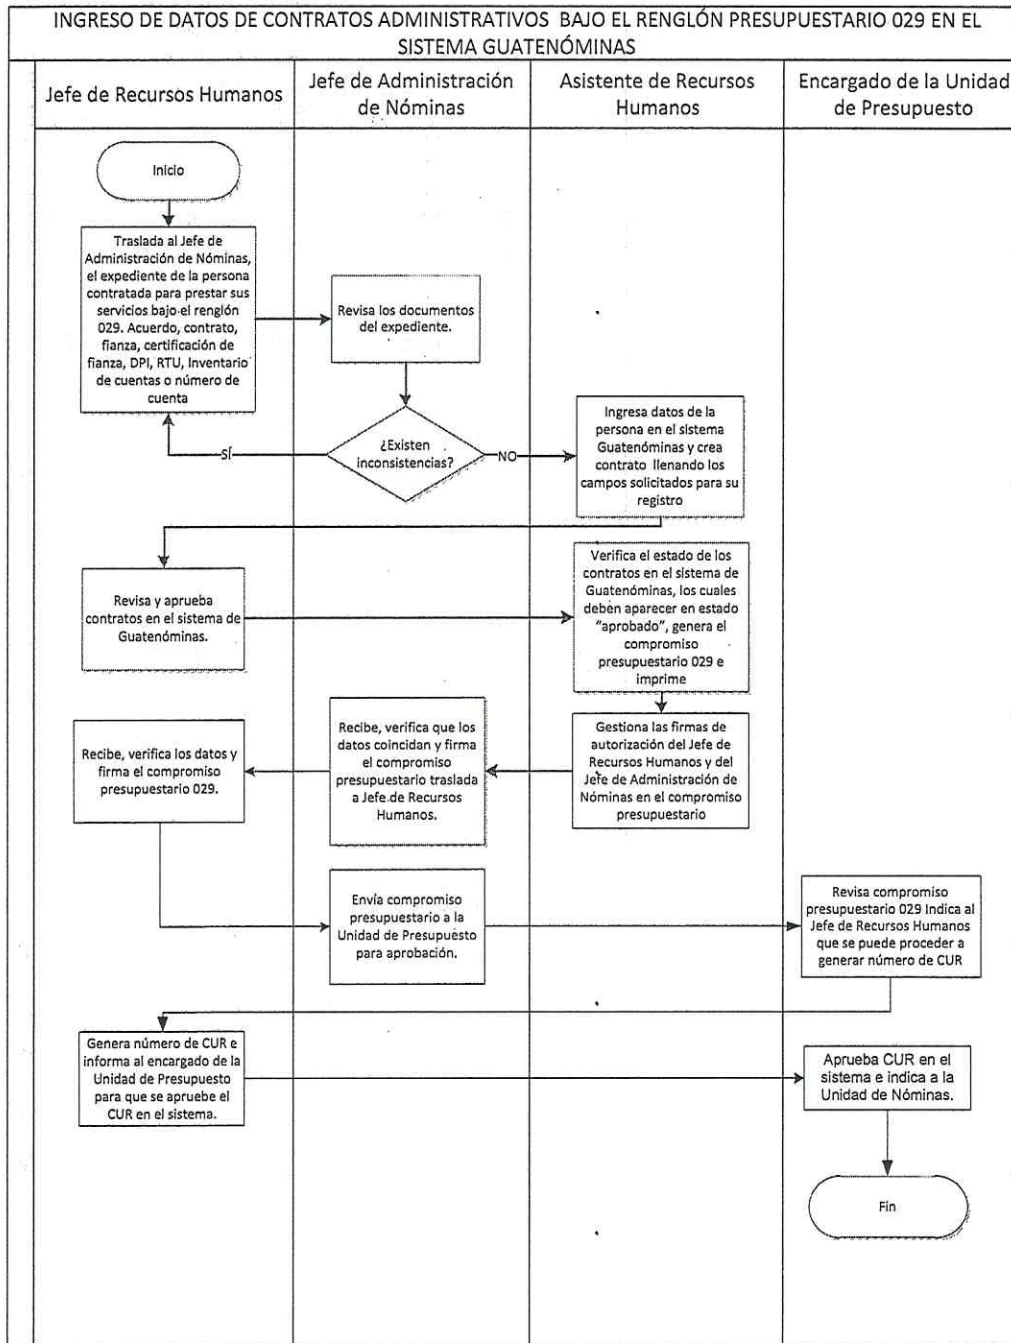 INGRESO DE DATOS DE CONTRATOS ADMINISTRATIVOS BAJO EL RENGLÓN PRESUPUESTARIO 029 EN EL
SISTEMA GUATENÓMINAS
Jefe de Recursos Humanos
Jefe de Administración
de Nóminas
Asistente de Recursos
Humanos
Encargado de la Unidad
de Presupuesto
Inicio
Traslada al Jefe de
Administración de Nóminas,
el expediente de la persona
contratada para prestar sus
servicios bajo el renglón
029. Acuerdo, contrato,
fianza, certificación de
fianza, DPI, RTU, Inventario
de cuentas o número de
cuenta
Revisa los documentos
del expediente.
¿Existen
inconsistencias?
SÍ
NO
Ingresa datos de la
persona en el sistema
Guatenóminas y crea
contrato llenando los
campos solicitados para su
registro
Revisa y aprueba
contratos en el sistema de
Guatenóminas.
Verifica el estado de los
contratos en el sistema de
Guatenóminas, los cuales
deben aparecer en estado
"aprobado", genera el
compromiso
presupuestario 029 e
imprime
Gestiona las firmas de
autorización del Jefe de
Recursos Humanos y del
Jefe de Administración de
Nóminas en el compromiso
presupuestario
Recibe, verifica que los
datos coincidan y firma
el compromiso
presupuestario traslada
a Jefe de Recursos
Humanos.
Recibe, verifica los datos y
firma el compromiso
presupuestario 029.
Envía compromiso
presupuestario a la
Unidad de Presupuesto
para aprobación.
Revisa compromiso
presupuestario 029 Indica al
Jefe de Recursos Humanos
que se puede proceder a
generar número de CUR
Genera número de CUR e
informa al encargado de la
Unidad de Presupuesto
para que se apruebe el
CUR en el sistema.
Aprueba CUR en el
sistema e indica a la
Unidad de Nóminas.
Fin